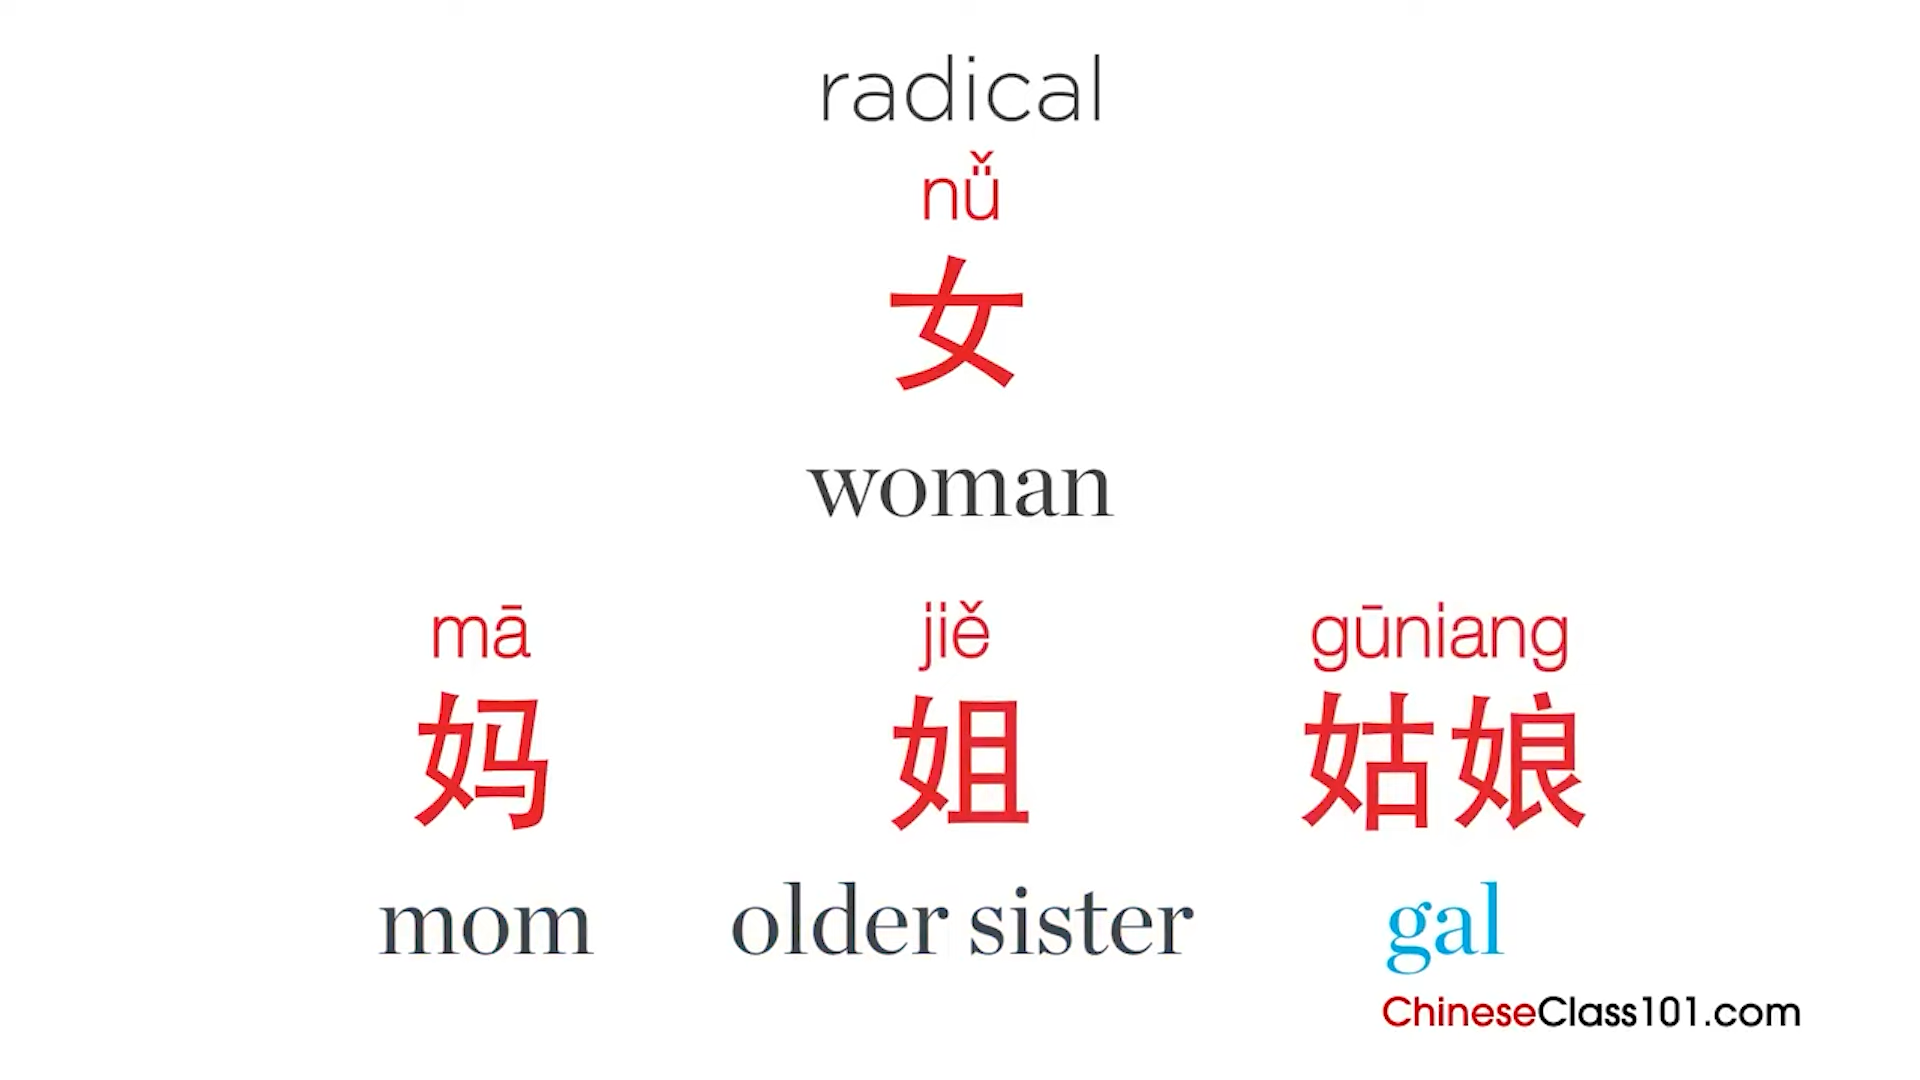 radical
nǚ
女
woman
mā jiě gūniang
妈 姐 姑娘
mom older sister gal
ChineseClass101.com